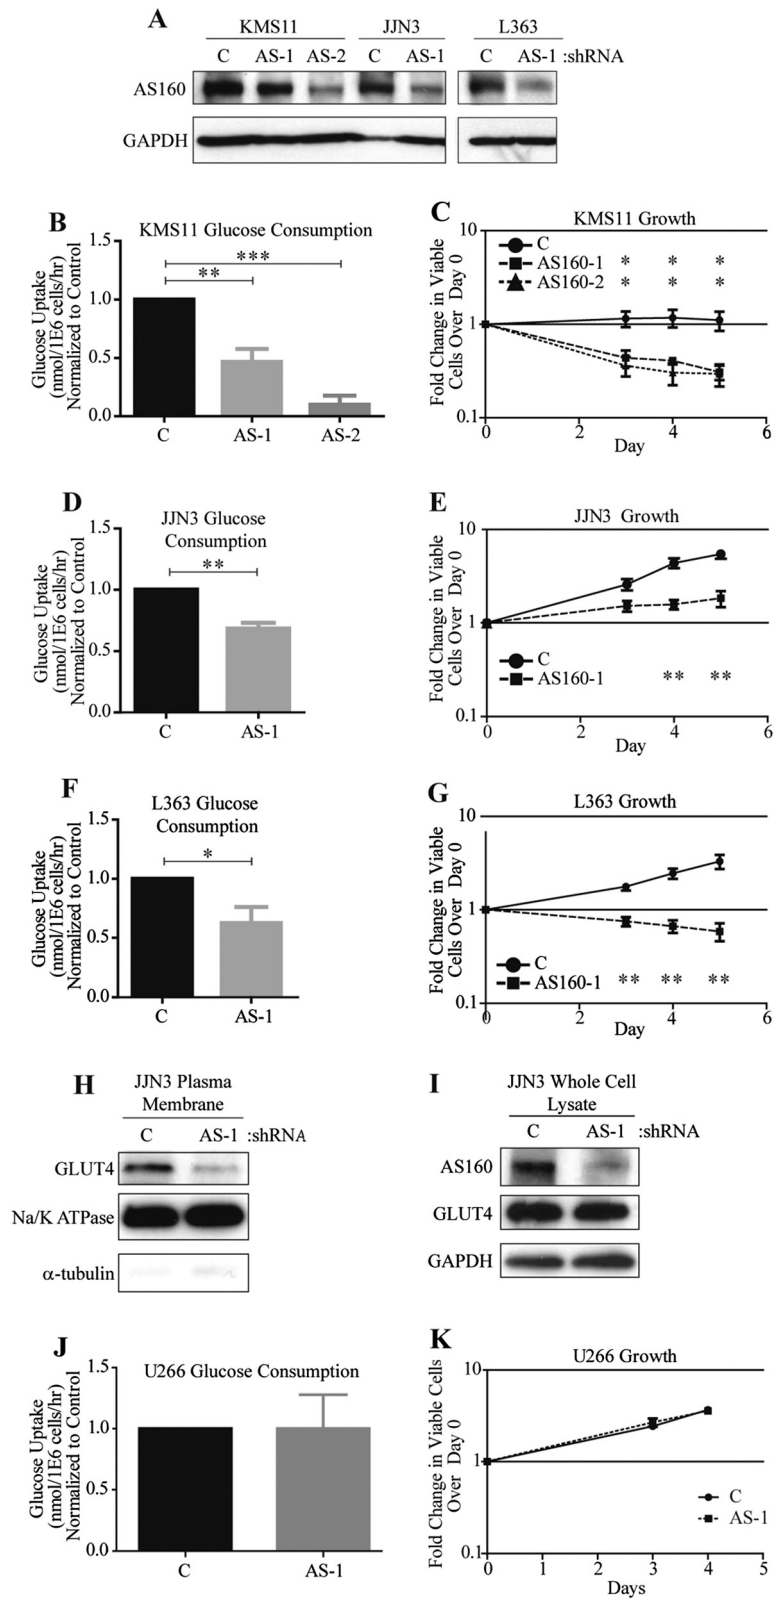 A
KMS11 JJN3 L363
C AS-1 AS-2 C AS-1 C AS-1 :shRNA
AS160
GAPDH
B
KMS11 Glucose Consumption
Glucose Uptake
(nmol/1E6 cells/hr)
Normalized to Control
1.5
1.0
0.5
0.0
***
**
C AS-1 AS-2
C
KMS11 Growth
Fold Change in Viable
Cells Over Day 0
10
1
0.1
C
AS160-1 * * *
AS160-2 * * *
0 2 4 6
Day
D
JJN3 Glucose
Consumption
Glucose Uptake
(nmol/1E6 cells/hr)
Normalized to Control
1.5
1.0
0.5
0.0
**
C AS-1
E
JJN3 Growth
Fold Change in Viable
Cells Over Day 0
10
1
0.1
C
AS160-1 ** **
0 2 4 6
Day
F
L363 Glucose
Consumption
Glucose Uptake
(nmol/1E6 cells/hr)
Normalized to Control
1.5
1.0
0.5
0.0
*
C AS-1
G
L363 Growth
Fold Change in Viable
Cells Over Day 0
10
1
0.1
C
AS160-1 ** ** **
0 2 4 6
Day
H
JJN3 Plasma
Membrane
C AS-1 :shRNA
GLUT4
Na/K ATPase
α-tubulin
I
JJN3 Whole Cell
Lysate
C AS-1 :shRNA
AS160
GLUT4
GAPDH
J
U266 Glucose Consumption
Glucose Uptake
(nmol/1E6 cells/hr)
Normalized to Control
1.5
1.0
0.5
0.0
C AS-1
K
U266 Growth
Fold Change in Viable Cells
Over Day 0
10
1
0.1
C
AS-1
0 1 2 3 4 5
Days